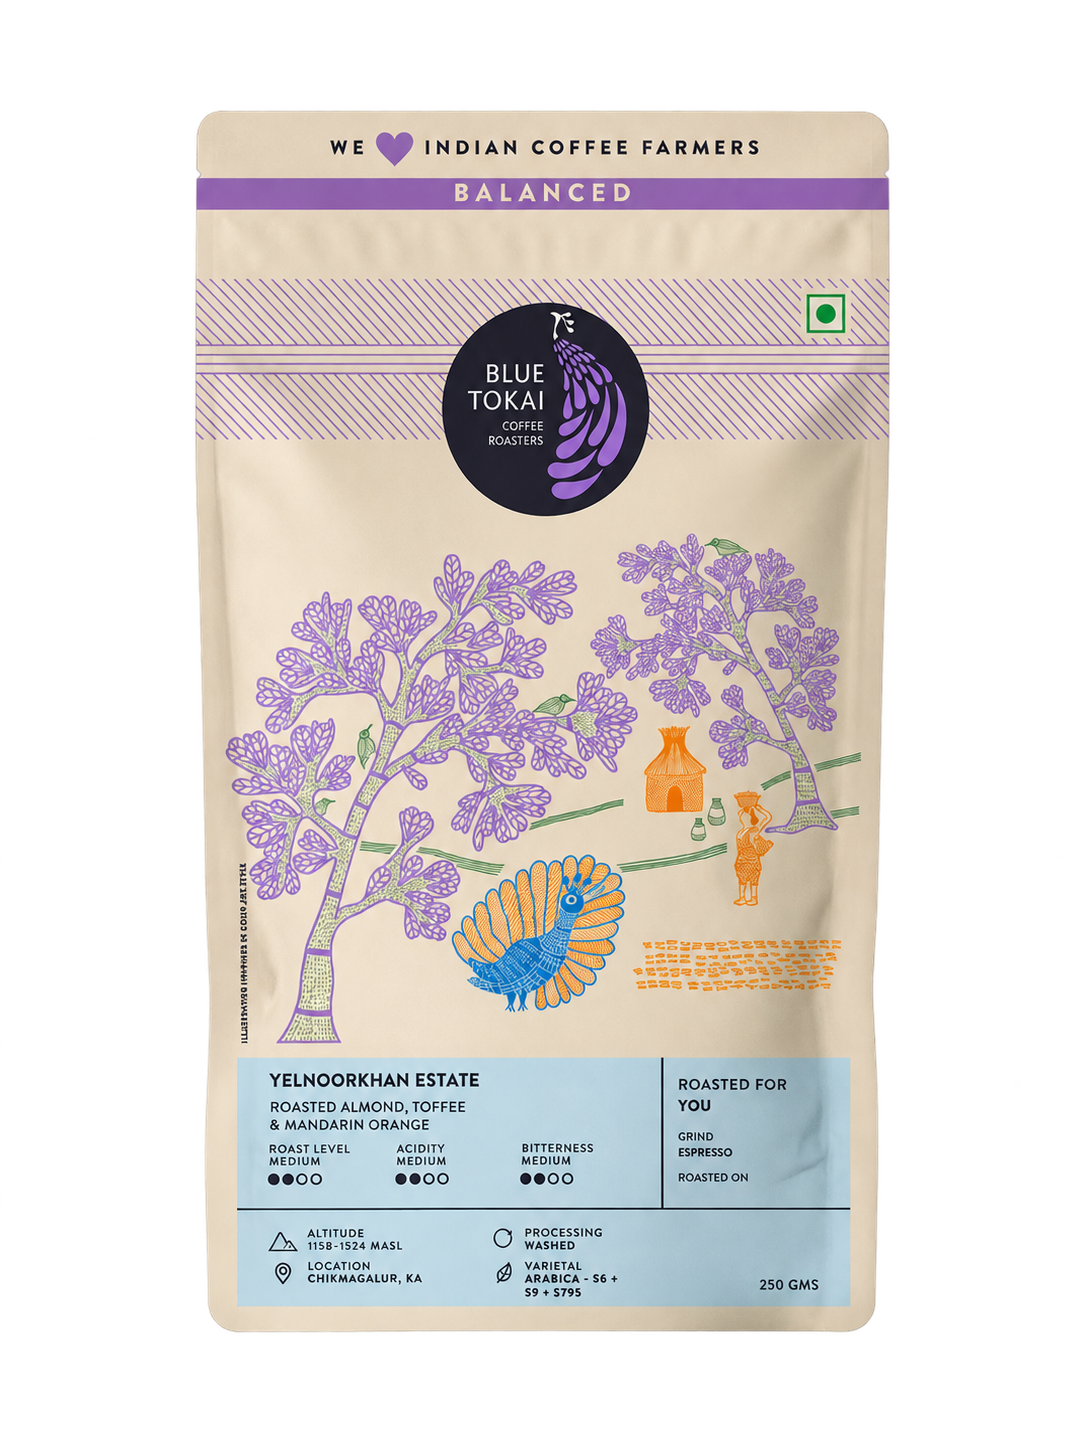 WE INDIAN COFFEE FARMERS
BALANCED
BLUE
TOKAI
COFFEE
ROASTERS
YELNOORKHAN ESTATE
ROASTED ALMOND, TOFFEE
& MANDARIN ORANGE
ROAST LEVEL
MEDIUM
ACIDITY
MEDIUM
BITTERNESS
MEDIUM
ROASTED FOR
YOU
GRIND
ESPRESSO
ROASTED ON
ALTITUDE
1158-1524 MASL
LOCATION
CHIKMAGALUR, KA
PROCESSING
WASHED
VARIETAL
ARABICA - S6 +
S9 + S795
250 GMS